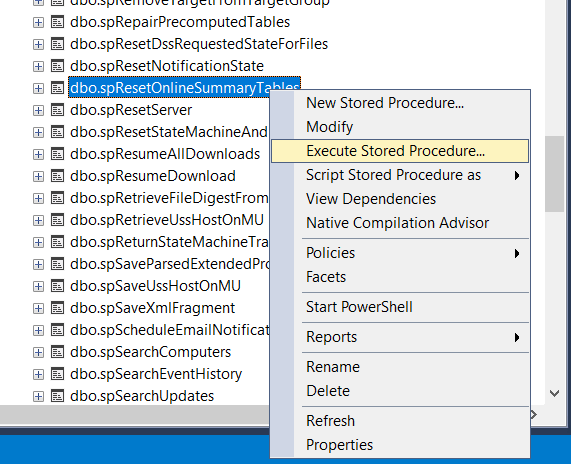 dbo.spRemoveTargetFromTargetGroup
dbo.spRepairPrecomputedTables
dbo.spResetDssRequestedStateForFiles
dbo.spResetNotificationState
dbo.spResetOnlineSummaryTables
dbo.spResetServer
dbo.spResetStateMachineAnd
dbo.spResumeAllDownloads
dbo.spResumeDownload
dbo.spRetrieveFileDigestFrom
dbo.spRetrieveUssHostOnMU
dbo.spReturnStateMachineTra
dbo.spSaveParsedExtendedPro
dbo.spSaveUssHostOnMU
dbo.spSaveXmlFragment
dbo.spScheduleEmailNotificat
dbo.spSearchComputers
dbo.spSearchEventHistory
dbo.spSearchUpdates
New Stored Procedure...
Modify
Execute Stored Procedure...
Script Stored Procedure as
View Dependencies
Native Compilation Advisor
Policies
Facets
Start PowerShell
Reports
Rename
Delete
Refresh
Properties